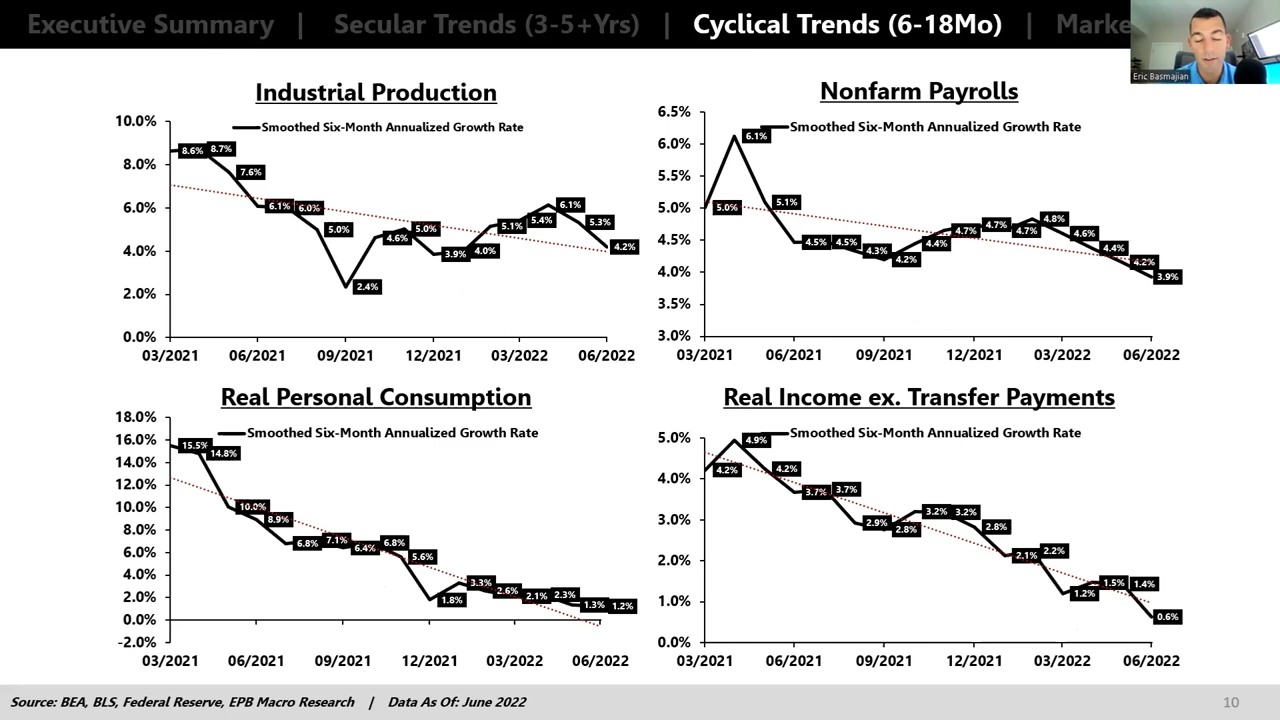 Executive Summary | Secular Trends (3-5+Yrs) | Cyclical Trends (6-18Mo) | Marke
Eric Basmajian
Industrial Production
Smoothed Six-Month Annualized Growth Rate
10.0%
8.0%
6.0%
4.0%
2.0%
0.0%
8.6% 8.7% 7.6% 6.1% 6.0% 5.0% 2.4% 4.6% 5.0% 3.9% 4.0% 5.1% 5.4% 6.1% 5.3% 4.2%
03/2021 06/2021 09/2021 12/2021 03/2022 06/2022
Nonfarm Payrolls
Smoothed Six-Month Annualized Growth Rate
6.5%
6.0%
5.5%
5.0%
4.5%
4.0%
3.5%
3.0%
5.0% 6.1% 5.1% 4.5% 4.5% 4.3% 4.2% 4.4% 4.7% 4.7% 4.7% 4.8% 4.6% 4.4% 4.2% 3.9%
03/2021 06/2021 09/2021 12/2021 03/2022 06/2022
Real Personal Consumption
Smoothed Six-Month Annualized Growth Rate
18.0%
16.0%
14.0%
12.0%
10.0%
8.0%
6.0%
4.0%
2.0%
0.0%
-2.0%
15.5% 14.8% 10.0% 8.9% 6.8% 7.1% 6.4% 6.8% 5.6% 1.8% 3.3% 2.6% 2.1% 2.3% 1.3% 1.2%
03/2021 06/2021 09/2021 12/2021 03/2022 06/2022
Real Income ex. Transfer Payments
Smoothed Six-Month Annualized Growth Rate
5.0%
4.0%
3.0%
2.0%
1.0%
0.0%
4.2% 4.9% 4.2% 3.7% 3.7% 2.9% 2.8% 3.2% 3.2% 2.8% 2.1% 2.2% 1.2% 1.5% 1.4% 0.6%
03/2021 06/2021 09/2021 12/2021 03/2022 06/2022
Source: BEA, BLS, Federal Reserve, EPB Macro Research | Data As Of: June 2022
10